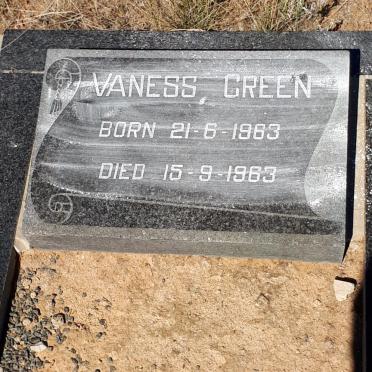 VANESS GREEN
BORN 21-6-1963
DIED 15-9-1963